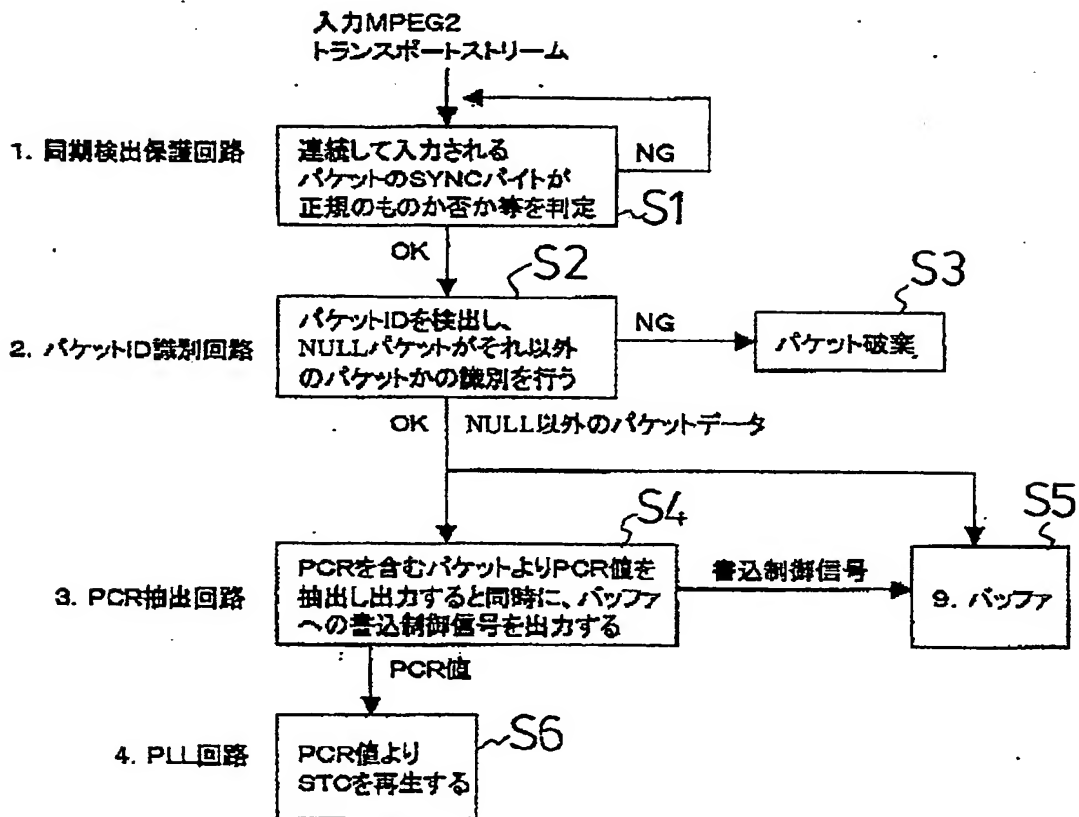 入力MPEG2
トランスポートストリーム
1. 同期検出保護回路
連続して入力される
パケットのSYNCバイトが
正規のものか否か等を判定
NG
S1
OK
S2
2. パケットID識別回路
パケットIDを検出し、
NULLパケットがそれ以外
のパケットかの識別を行う
NG
S3
パケット破棄
OK
NULL以外のパケットデータ
S4
S5
3. PCR抽出回路
PCRを含むパケットよりPCR値を
抽出し出力すると同時に、バッファ
への書込制御信号を出力する
書込制御信号
9. バッファ
PCR値
4. PLL回路
PCR値より
STCを再生する
S6